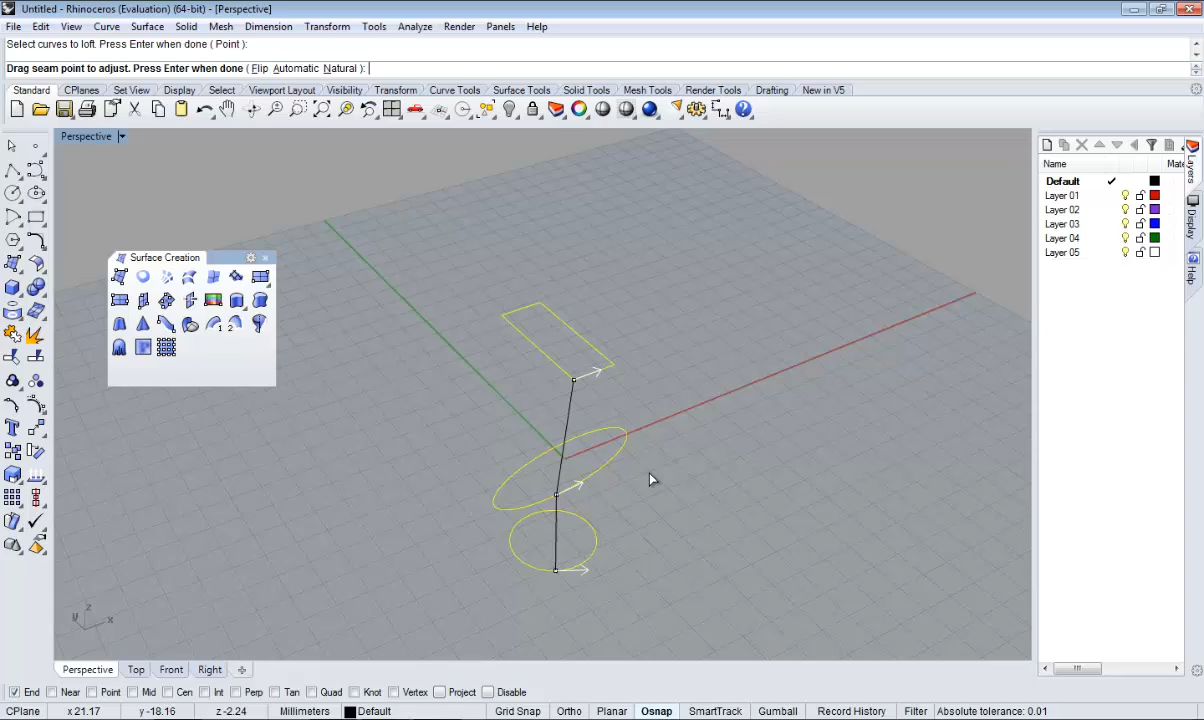 Untitled - Rhinoceros (Evaluation) (64-bit) - [Perspective]
File Edit View Curve Surface Solid Mesh Dimension Transform Tools Analyze Render Panels Help
Select curves to loft. Press Enter when done ( Point ):
Drag seam point to adjust. Press Enter when done ( Flip Automatic Natural ):
Standard CPlanes Set View Display Select Viewport Layout Visibility Transform Curve Tools Surface Tools Solid Tools Mesh Tools Render Tools Drafting New in V5
Perspective
Name Mate
Default
Layer 01
Layer 02
Layer 03
Layer 04
Layer 05
Layers
Display
Help
Surface Creation
1 2
z
y x
Perspective Top Front Right
End Near Point Mid Cen Int Perp Tan Quad Knot Vertex Project Disable
CPlane x 21.17 y -18.16 z -2.24 Millimeters Default Grid Snap Ortho Planar Osnap SmartTrack Gumball Record History Filter Absolute tolerance: 0.01